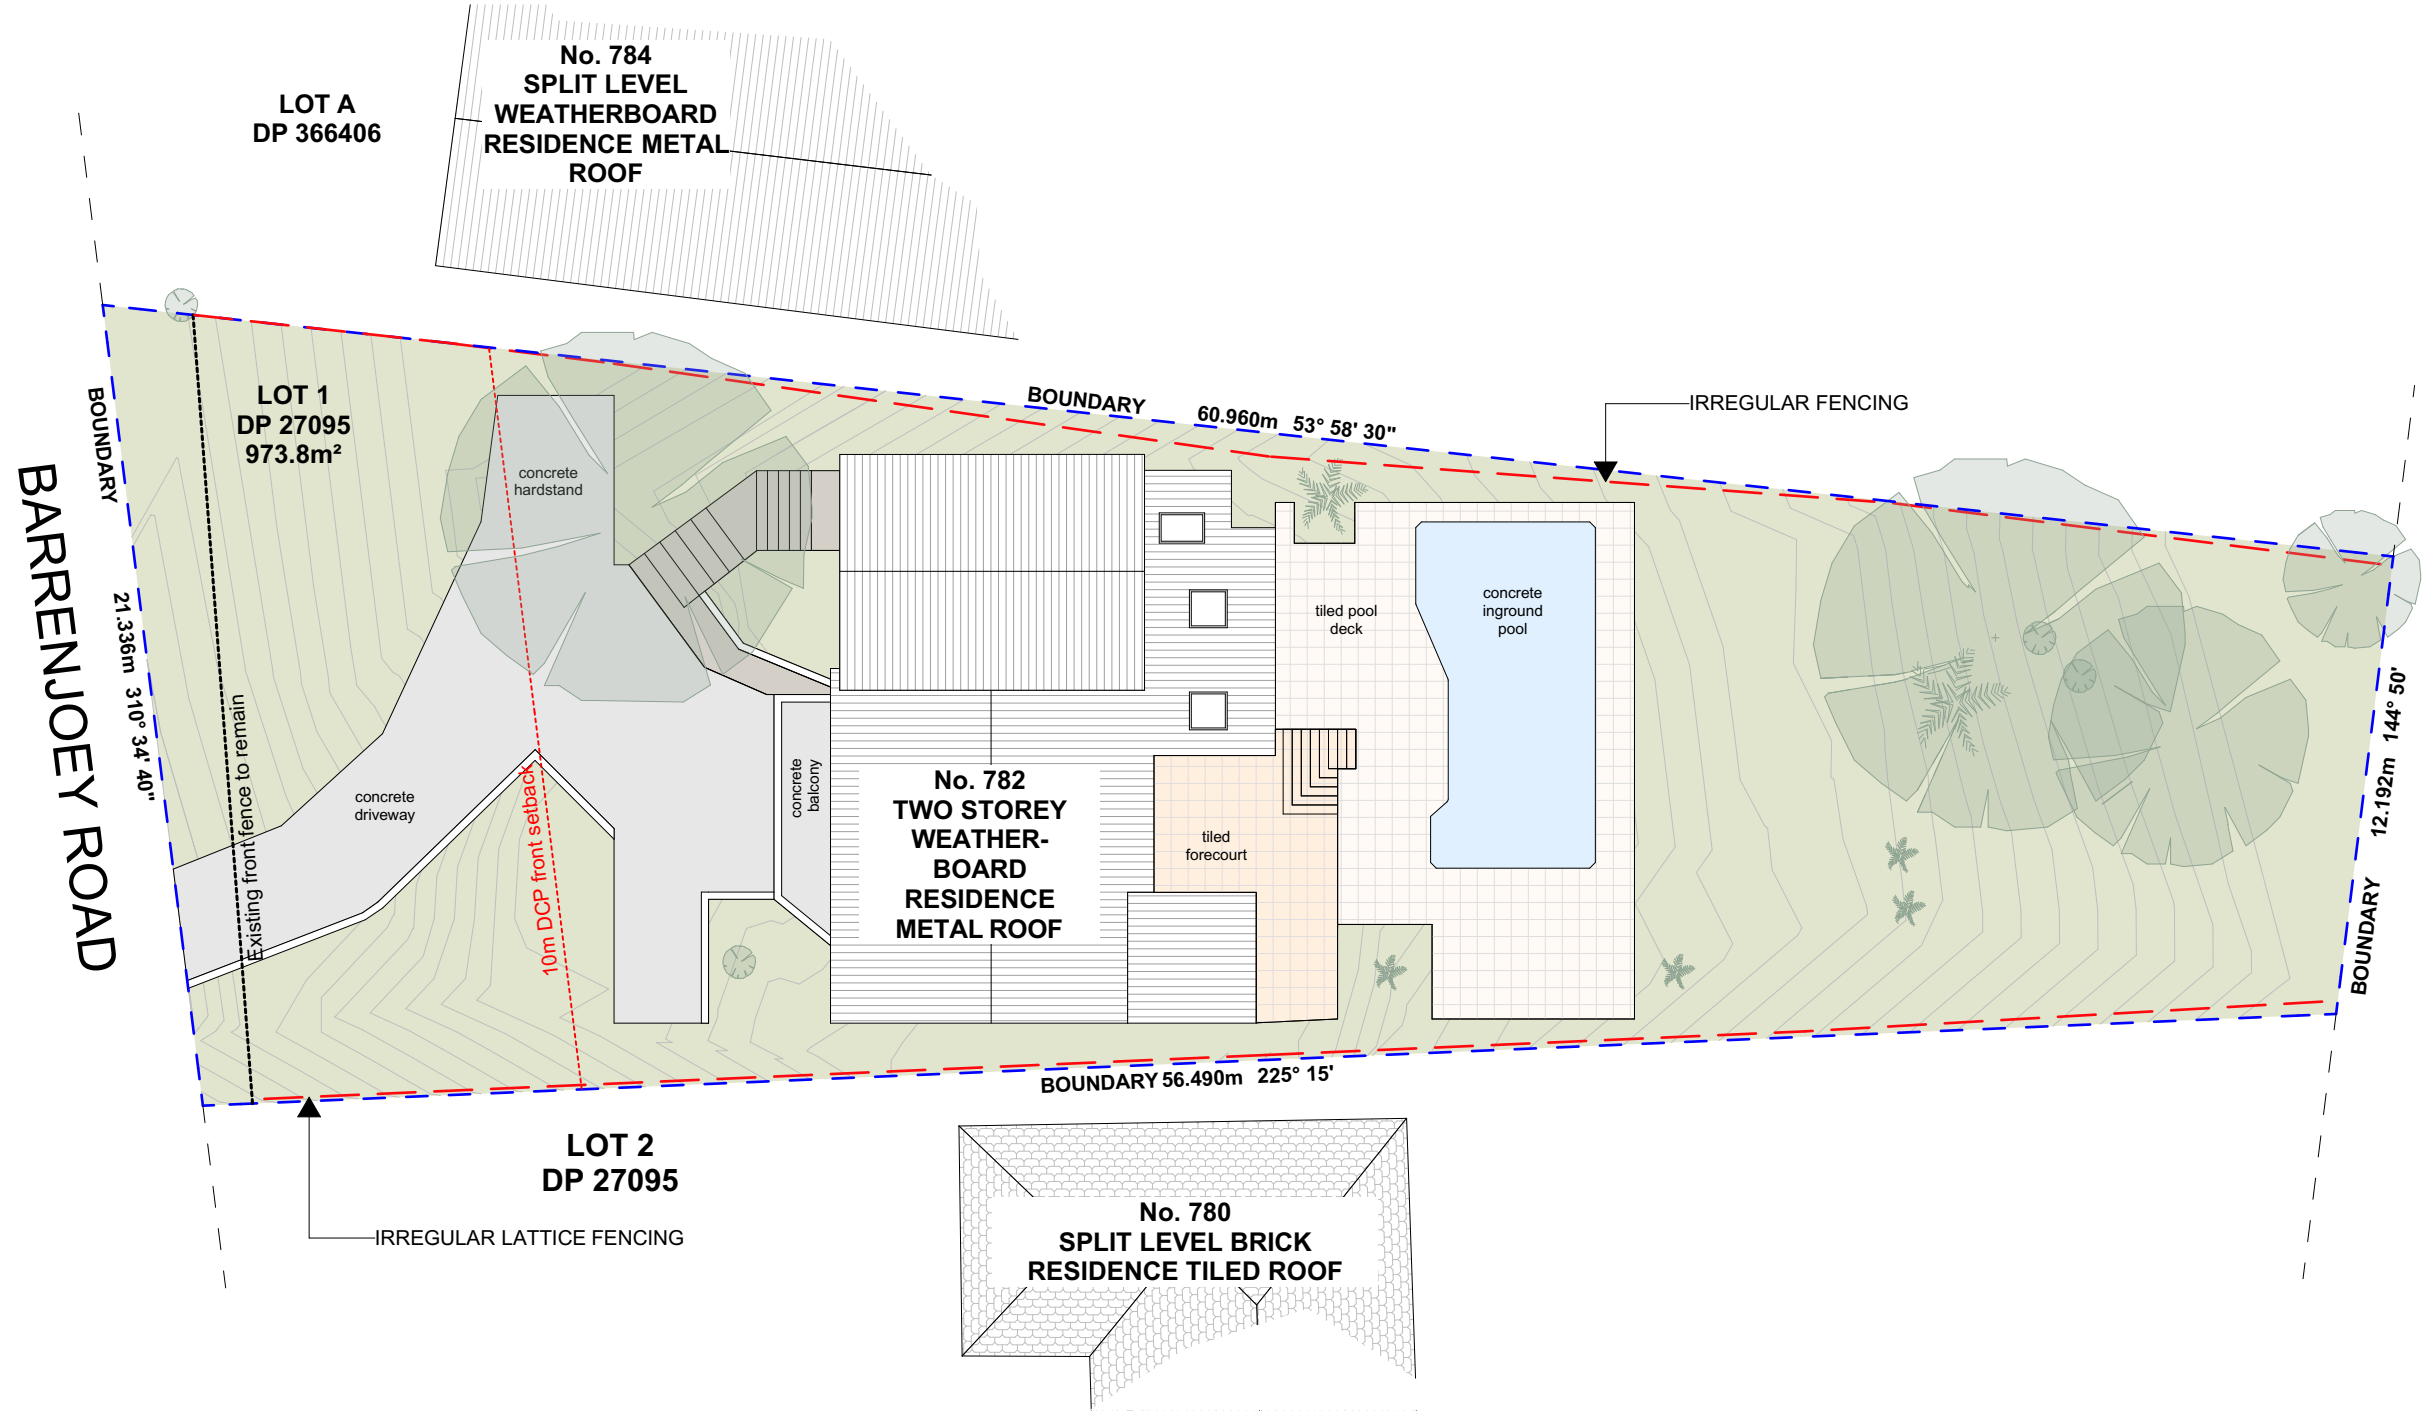 No. 784
SPLIT LEVEL
WEATHERBOARD
RESIDENCE METAL
ROOF
LOT A
DP 366406
LOT 1
DP 27095
973.8m²
BOUNDARY
21.336m 310° 34' 40"
BARRENJOEY ROAD
Existing front fence to remain
10m DCP front setback
concrete
hardstand
concrete
driveway
concrete
balcony
BOUNDARY 60.960m 53° 58' 30"
IRREGULAR FENCING
tiled pool
deck
concrete
inground
pool
No. 782
TWO STOREY
WEATHER-
BOARD
RESIDENCE
METAL ROOF
tiled
forecourt
12.192m 144° 50'
BOUNDARY
BOUNDARY 56.490m 225° 15'
LOT 2
DP 27095
IRREGULAR LATTICE FENCING
No. 780
SPLIT LEVEL BRICK
RESIDENCE TILED ROOF